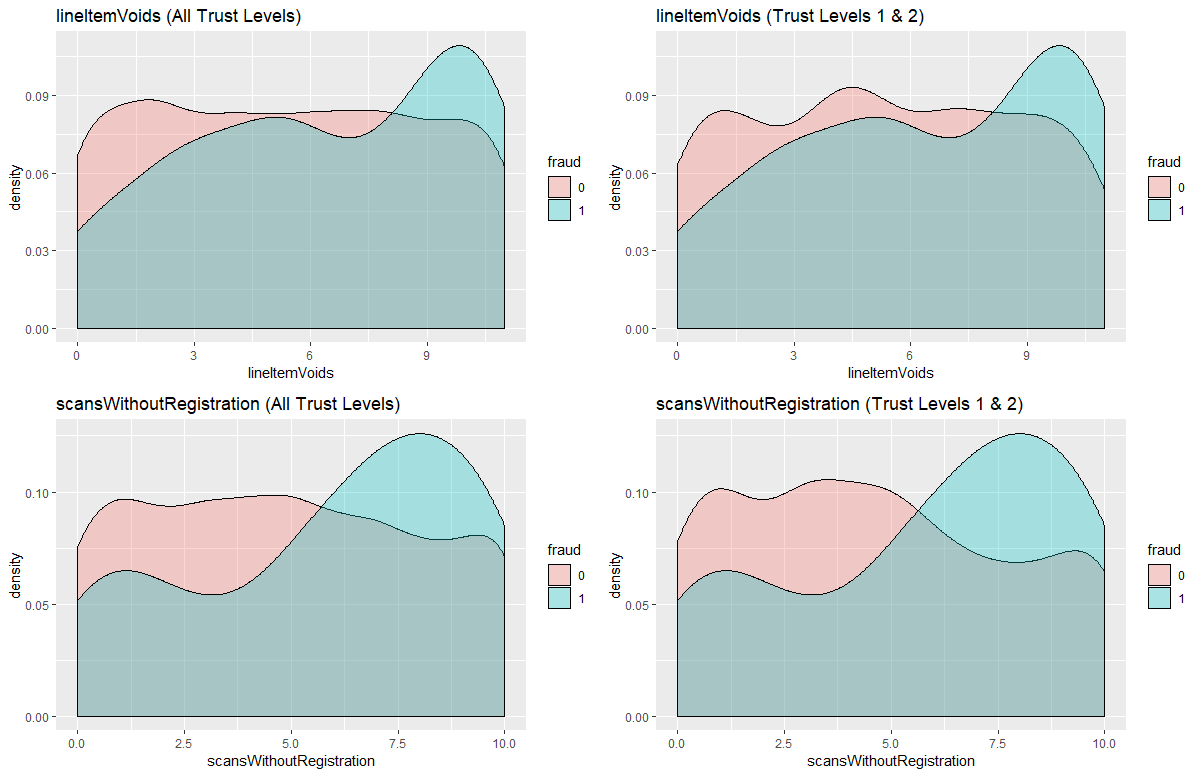 lineItemVoids (All Trust Levels)
density
0.09
0.06
0.03
0.00
0 3 6 9
lineItemVoids
fraud
0
1
lineItemVoids (Trust Levels 1 & 2)
density
0.09
0.06
0.03
0.00
0 3 6 9
lineItemVoids
fraud
0
1
scansWithoutRegistration (All Trust Levels)
density
0.10
0.05
0.00
0.0 2.5 5.0 7.5 10.0
scansWithoutRegistration
fraud
0
1
scansWithoutRegistration (Trust Levels 1 & 2)
density
0.10
0.05
0.00
0.0 2.5 5.0 7.5 10.0
scansWithoutRegistration
fraud
0
1